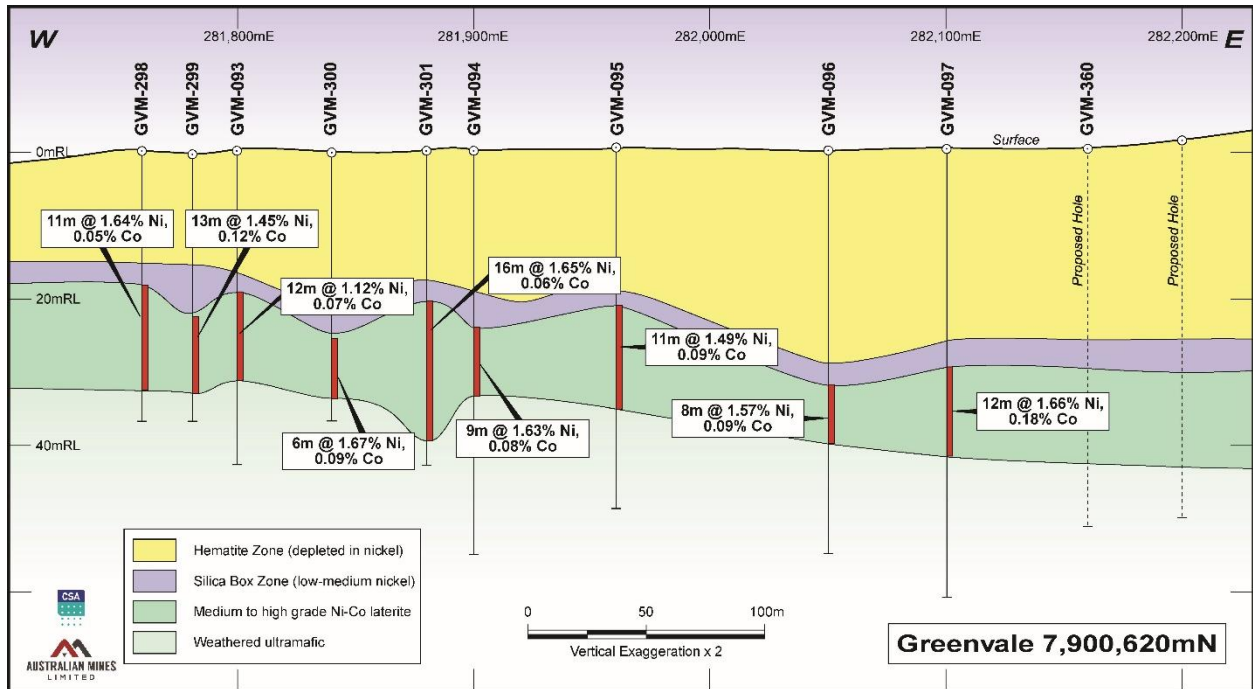 W
281,800mE
281,900mE
282,000mE
282,100mE
282,200mE
E
GVM-298
GVM-299
GVM-093
GVM-300
GVM-301
GVM-094
GVM-095
GVM-096
GVM-097
GVM-360
Surface
0mRL
20mRL
40mRL
Proposed Hole
Proposed Hole
11m @ 1.64% Ni,
0.05% Co
13m @ 1.45% Ni,
0.12% Co
12m @ 1.12% Ni,
0.07% Co
16m @ 1.65% Ni,
0.06% Co
11m @ 1.49% Ni,
0.09% Co
6m @ 1.67% Ni,
0.09% Co
9m @ 1.63% Ni,
0.08% Co
8m @ 1.57% Ni,
0.09% Co
12m @ 1.66% Ni,
0.18% Co
Hematite Zone (depleted in nickel)
Silica Box Zone (low-medium nickel)
Medium to high grade Ni-Co laterite
Weathered ultramafic
CSA
AUSTRALIAN MINES
LIMITED
0
50
100m
Vertical Exaggeration x 2
Greenvale 7,900,620mN